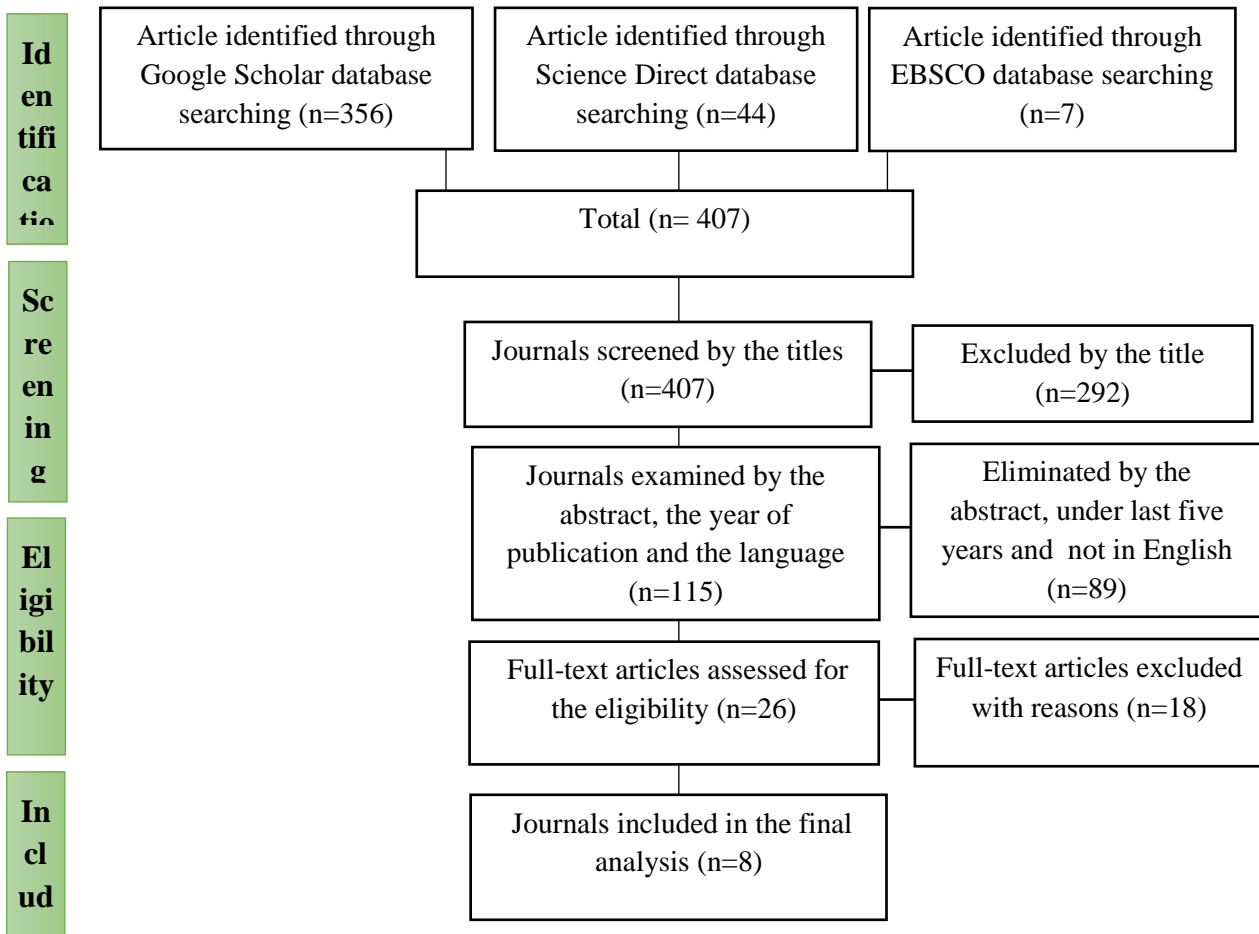 Id
en
tifi
ca
tio
Article identified through
Google Scholar database
searching (n=356)
Article identified through
Science Direct database
searching (n=44)
Article identified through
EBSCO database searching
(n=7)
Total (n= 407)
Sc
re
en
in
g
Journals screened by the titles
(n=407)
Excluded by the title
(n=292)
Journals examined by the
abstract, the year of
publication and the language
(n=115)
Eliminated by the
abstract, under last five
years and  not in English
(n=89)
El
igi
bil
ity
Full-text articles assessed for
the eligibility (n=26)
Full-text articles excluded
with reasons (n=18)
In
cl
ud
Journals included in the final
analysis (n=8)